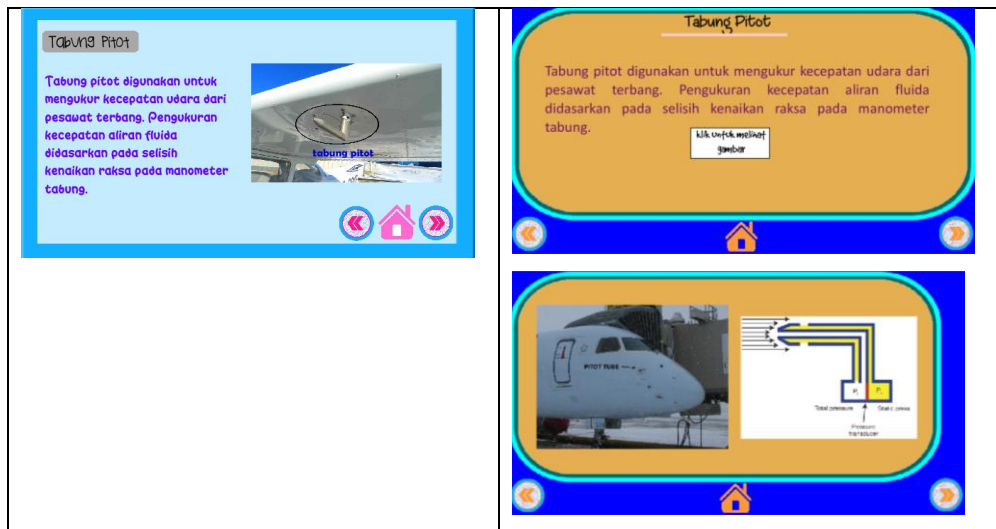 Tabung Pitot
Tabung pitot digunakan untuk
mengukur kecepatan udara dari
pesawat terbang. Pengukuran
kecepatan aliran fluida
didasarkan pada selisih
kenaikan raksa pada manometer
tabung.
tabung pitot
Tabung Pitot
Tabung pitot digunakan untuk mengukur kecepatan udara dari
pesawat terbang. Pengukuran kecepatan aliran fluida
didasarkan pada selisih kenaikan raksa pada manometer
tabung.
klik untuk melihat
gambar
PITOT TUBE
Total pressure
Static press
Pressure
transducer